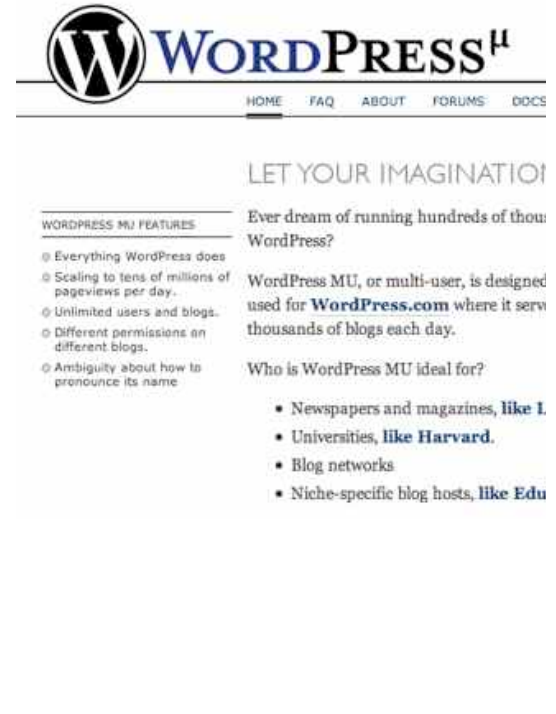 WORDPRESSµ
HOME FAQ ABOUT FORUMS DOCS
LET YOUR IMAGINATION
WORDPRESS MU FEATURES
Everything WordPress does
Scaling to tens of millions of
pageviews per day.
Unlimited users and blogs.
Different permissions on
different blogs.
Ambiguity about how to
pronounce its name
Ever dream of running hundreds of thou
WordPress?
WordPress MU, or multi-user, is designed
used for WordPress.com where it serve
thousands of blogs each day.
Who is WordPress MU ideal for?
Newspapers and magazines, like L
Universities, like Harvard.
Blog networks
Niche-specific blog hosts, like Edu